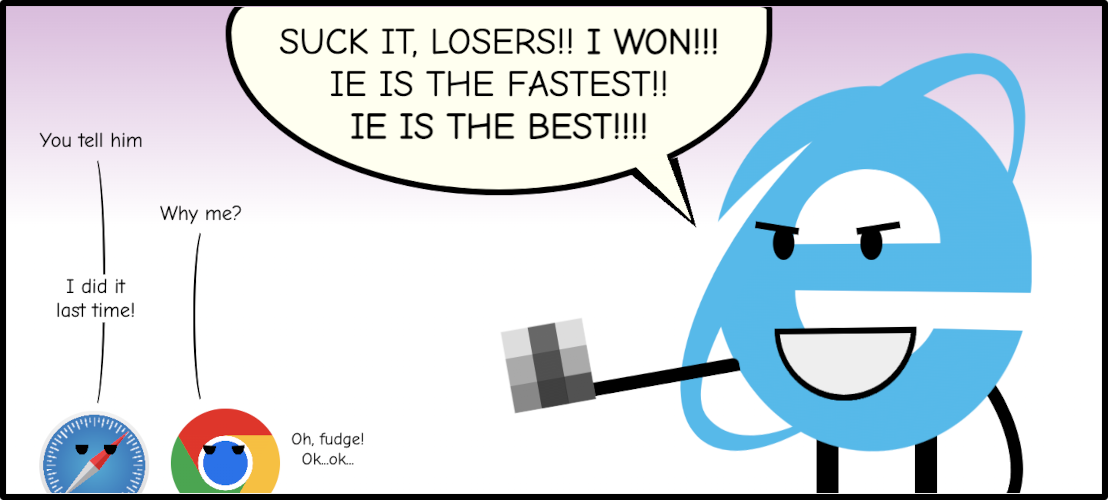 SUCK IT, LOSERS!! I WON!!!
IE IS THE FASTEST!!
IE IS THE BEST!!!!
You tell him
Why me?
I did it
last time!
Oh, fudge!
Ok...ok...